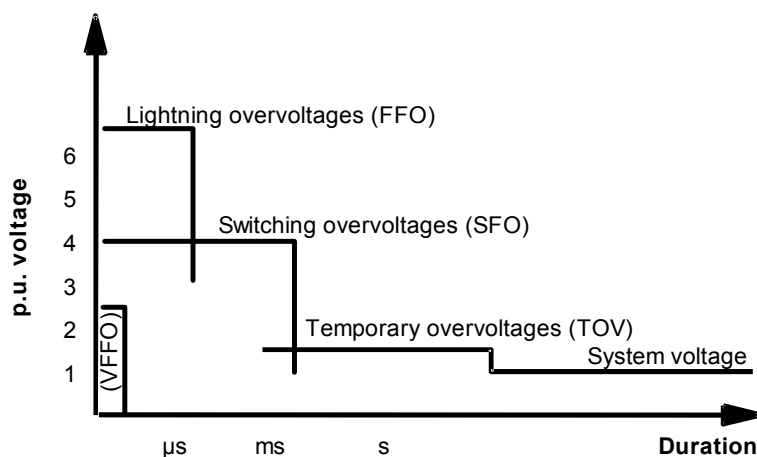 Lightning overvoltages (FFO)
6
5
Switching overvoltages (SFO)
4
p.u. voltage
3
2
Temporary overvoltages (TOV)
(VFFO)
System voltage
1
µs ms s Duration